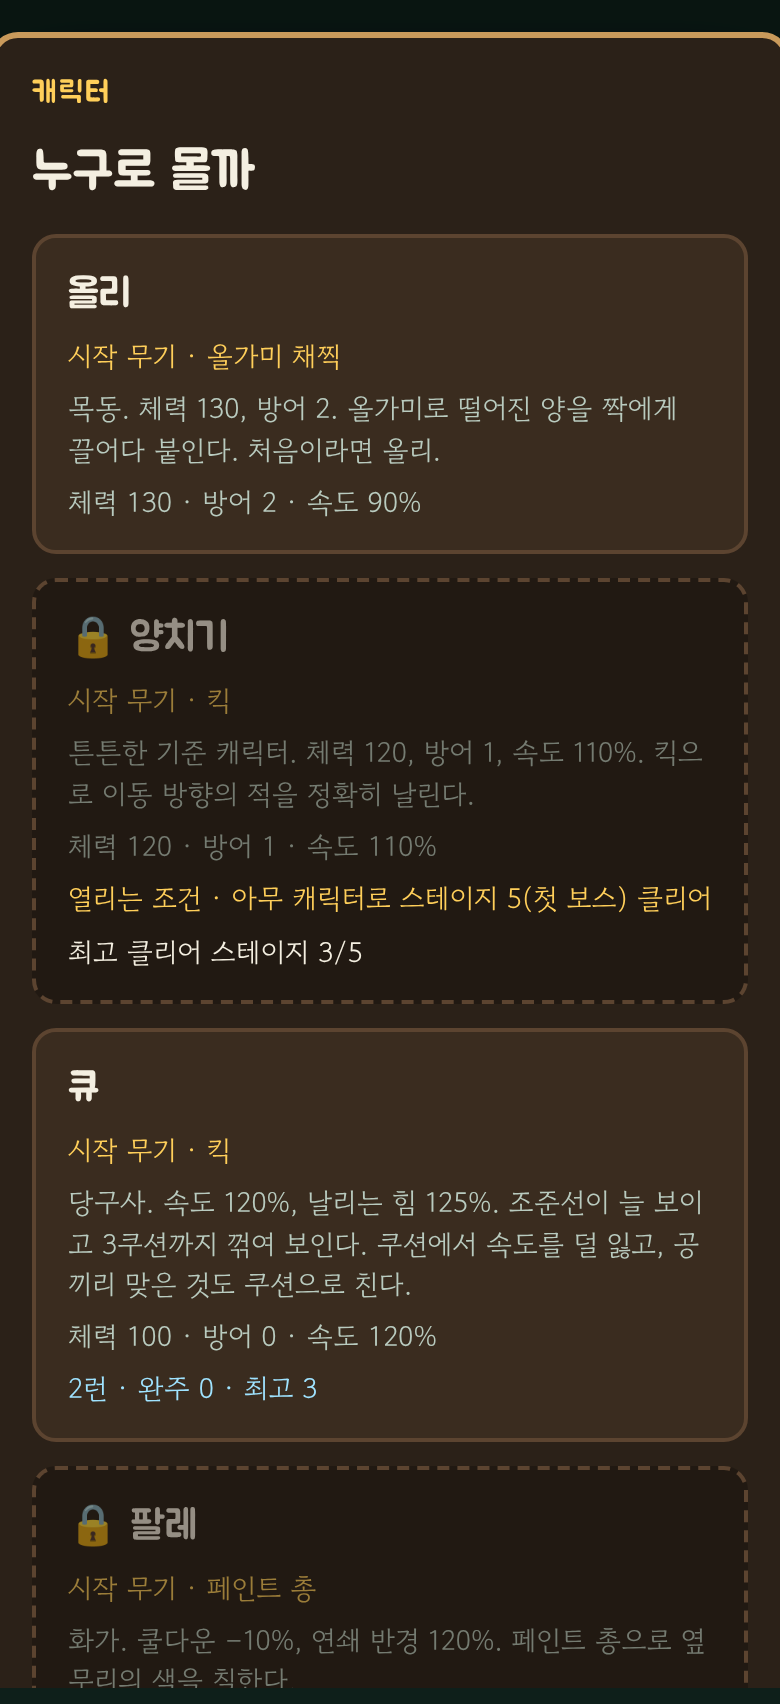 캐릭터
누구로 몰까
올리
시작 무기 · 올가미 채찍
목동. 체력 130, 방어 2. 올가미로 떨어진 양을 짝에게
끌어다 붙인다. 처음이라면 올리.
체력 130 · 방어 2 · 속도 90%
🔒 양치기
시작 무기 · 킥
튼튼한 기준 캐릭터. 체력 120, 방어 1, 속도 110%. 킥으
로 이동 방향의 적을 정확히 날린다.
체력 120 · 방어 1 · 속도 110%
열리는 조건 · 아무 캐릭터로 스테이지 5(첫 보스) 클리어
최고 클리어 스테이지 3/5
큐
시작 무기 · 킥
당구사. 속도 120%, 날리는 힘 125%. 조준선이 늘 보이
고 3쿠션까지 꺾여 보인다. 쿠션에서 속도를 덜 잃고, 공
끼리 맞은 것도 쿠션으로 친다.
체력 100 · 방어 0 · 속도 120%
2런 · 완주 0 · 최고 3
🔒 팔레
시작 무기 · 페인트 총
화가. 쿨다운 −10%, 연쇄 반경 120%. 페인트 총으로 옆
무리의 색을 칠한다